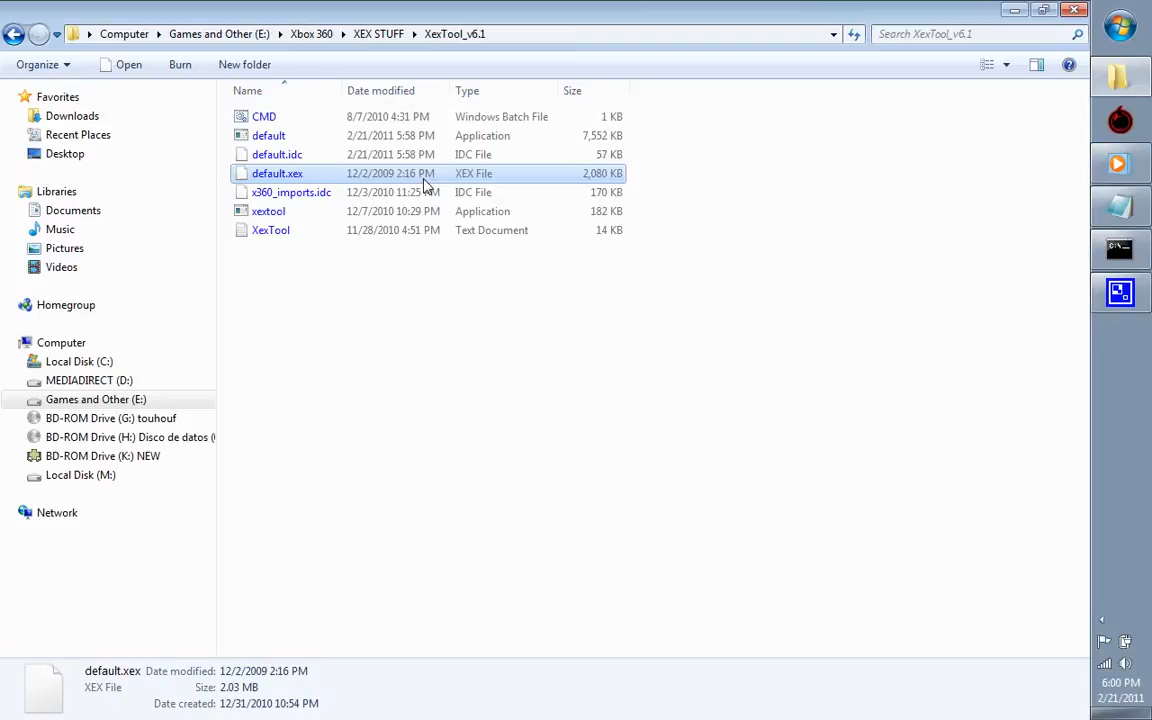 Computer Games and Other (E:) Xbox 360 XEX STUFF XexTool_v6.1 Search XexTool_v6.1
Organize Open Burn New folder
Name Date modified Type Size
CMD 8/7/2010 4:31 PM Windows Batch File 1 KB
default 2/21/2011 5:58 PM Application 7,552 KB
default.idc 2/21/2011 5:58 PM IDC File 57 KB
default.xex 12/2/2009 2:16 PM XEX File 2,080 KB
x360_imports.idc 12/3/2010 11:25 AM IDC File 170 KB
xextool 12/7/2010 10:29 PM Application 182 KB
XexTool 11/28/2010 4:51 PM Text Document 14 KB
Favorites
Downloads
Recent Places
Desktop
Libraries
Documents
Music
Pictures
Videos
Homegroup
Computer
Local Disk (C:)
MEDIADIRECT (D:)
Games and Other (E:)
BD-ROM Drive (G:) touhouf
BD-ROM Drive (H:) Disco de datos (
BD-ROM Drive (K:) NEW
Local Disk (M:)
Network
default.xex Date modified: 12/2/2009 2:16 PM
XEX File Size: 2.03 MB
Date created: 12/31/2010 10:54 PM
C:\
6:00 PM
2/21/2011